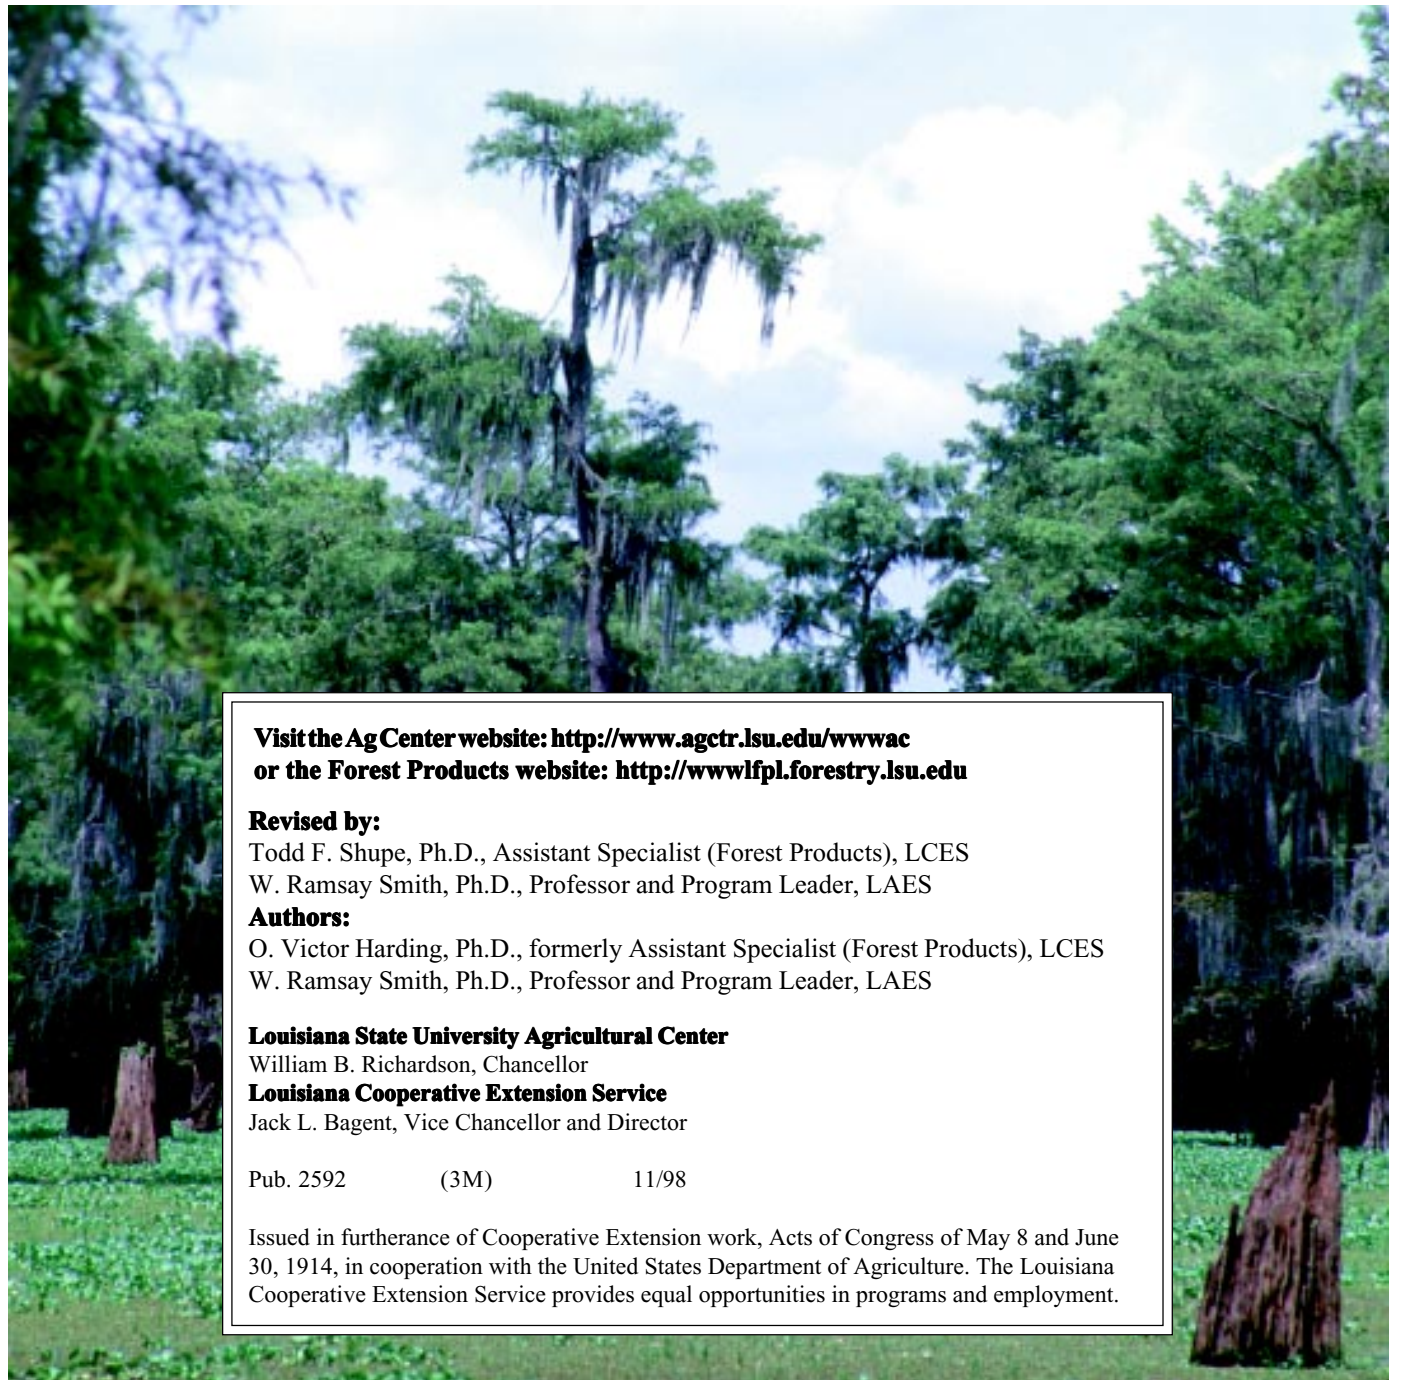 Visit the Ag Center website: http://www.agctr.lsu.edu/wwwac
or the Forest Products website: http://wwwlfpl.forestry.lsu.edu
Revised by:
Todd F. Shupe, Ph.D., Assistant Specialist (Forest Products), LCES
W. Ramsay Smith, Ph.D., Professor and Program Leader, LAES
Authors:
O. Victor Harding, Ph.D., formerly Assistant Specialist (Forest Products), LCES
W. Ramsay Smith, Ph.D., Professor and Program Leader, LAES
Louisiana State University Agricultural Center
William B. Richardson, Chancellor
Louisiana Cooperative Extension Service
Jack L. Bagent, Vice Chancellor and Director
Pub. 2592 (3M) 11/98
Issued in furtherance of Cooperative Extension work, Acts of Congress of May 8 and June
30, 1914, in cooperation with the United States Department of Agriculture. The Louisiana
Cooperative Extension Service provides equal opportunities in programs and employment.